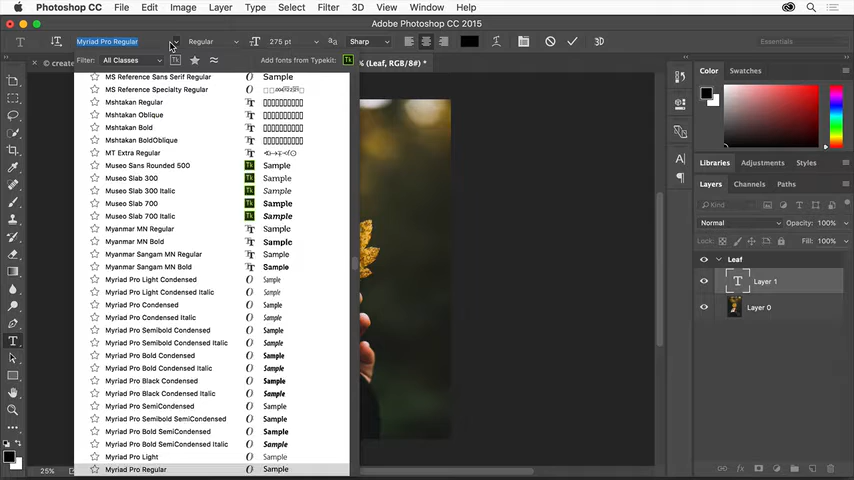 Photoshop CC File Edit Image Layer Type Select Filter 3D View Window Help
Adobe Photoshop CC 2015
Myriad Pro Regular Regular 275 pt aa Sharp 3D Essentials
Filter: All Classes Tk Add fonts from Typekit: Tk
© create % (Leaf, RGB/8#) *
MS Reference Sans Serif Regular Sample
MS Reference Specialty Regular
Mshtakan Regular
Mshtakan Oblique
Mshtakan Bold
Mshtakan BoldOblique
MT Extra Regular
Museo Sans Rounded 500 Tk Sample
Museo Slab 300 Tk Sample
Museo Slab 300 Italic Tk Sample
Museo Slab 700 Tk Sample
Museo Slab 700 Italic Tk Sample
Myanmar MN Regular Sample
Myanmar MN Bold Sample
Myanmar Sangam MN Regular Sample
Myanmar Sangam MN Bold Sample
Myriad Pro Light Condensed Sample
Myriad Pro Light Condensed Italic Sample
Myriad Pro Condensed Sample
Myriad Pro Condensed Italic Sample
Myriad Pro Semibold Condensed Sample
Myriad Pro Semibold Condensed Italic Sample
Myriad Pro Bold Condensed Sample
Myriad Pro Bold Condensed Italic Sample
Myriad Pro Black Condensed Sample
Myriad Pro Black Condensed Italic Sample
Myriad Pro SemiCondensed Sample
Myriad Pro Semibold SemiCondensed Sample
Myriad Pro Bold SemiCondensed Sample
Myriad Pro Bold SemiCondensed Italic Sample
Myriad Pro Light Sample
Myriad Pro Regular Sample
25%
Color Swatches
Libraries Adjustments Styles
Layers Channels Paths
Kind
Normal Opacity: 100%
Lock: Fill: 100%
Leaf
Layer 1
Layer 0